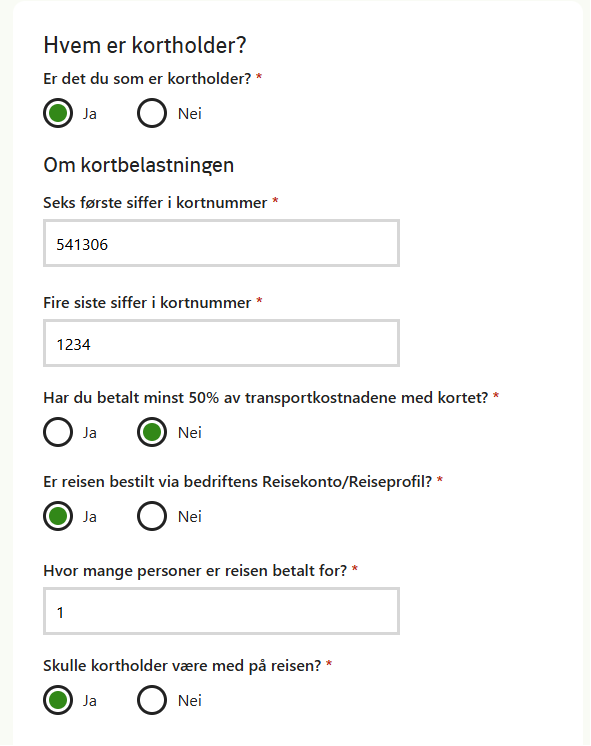 Hvem er kortholder?
Er det du som er kortholder? *
Ja Nei
Om kortbelastningen
Seks første siffer i kortnummer *
541306
Fire siste siffer i kortnummer *
1234
Har du betalt minst 50% av transportkostnadene med kortet? *
Ja Nei
Er reisen bestilt via bedriftens Reisekonto/Reiseprofil? *
Ja Nei
Hvor mange personer er reisen betalt for? *
1
Skulle kortholder være med på reisen? *
Ja Nei